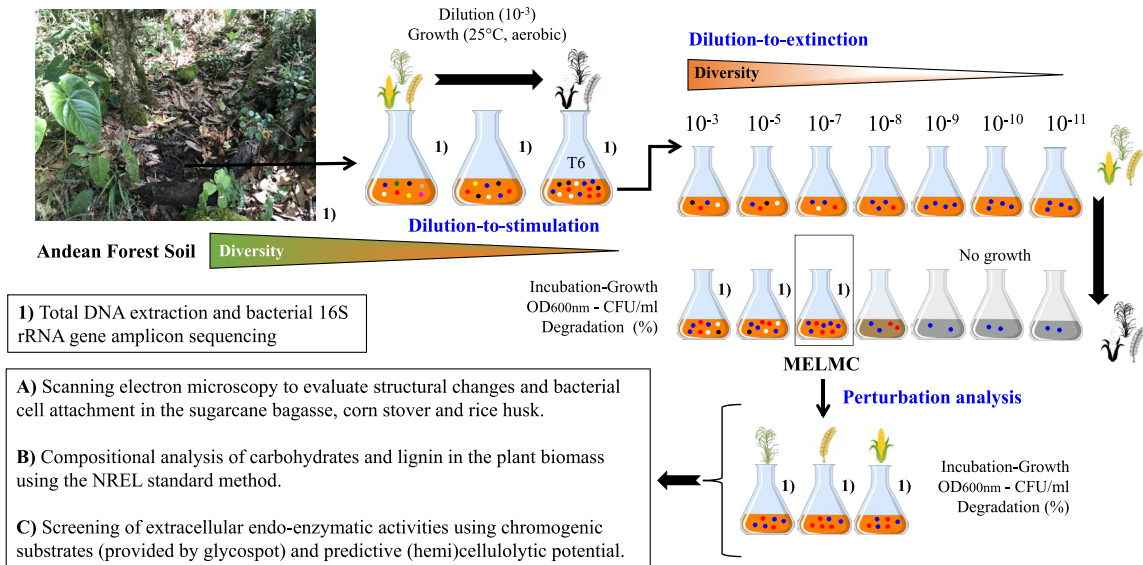 Dilution (10-3)
Growth (25°C, aerobic)
1)
1)
1)
T6
1)
Dilution-to-stimulation
Andean Forest Soil
Diversity
Dilution-to-extinction
Diversity
10-3 10-5 10-7 10-8 10-9 10-10 10-11
No growth
Incubation-Growth
OD600nm - CFU/ml
Degradation (%)
1)
1)
1)
MELMC
1) Total DNA extraction and bacterial 16S
rRNA gene amplicon sequencing
Perturbation analysis
1)
1)
1)
Incubation-Growth
OD600nm - CFU/ml
Degradation (%)
A) Scanning electron microscopy to evaluate structural changes and bacterial
cell attachment in the sugarcane bagasse, corn stover and rice husk.
B) Compositional analysis of carbohydrates and lignin in the plant biomass
using the NREL standard method.
C) Screening of extracellular endo-enzymatic activities using chromogenic
substrates (provided by glycospot) and predictive (hemi)cellulolytic potential.